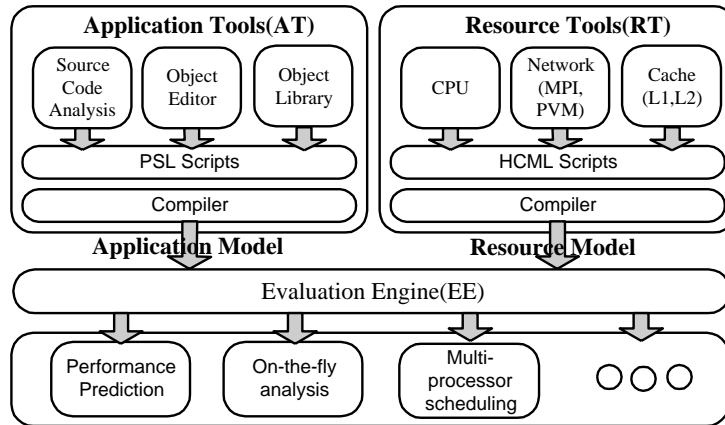 Application Tools(AT)
Source
Code
Analysis
Object
Editor
Object
Library
PSL Scripts
Compiler
Application Model
Resource Tools(RT)
CPU
Network
(MPI,
PVM)
Cache
(L1,L2)
HCML Scripts
Compiler
Resource Model
Evaluation Engine(EE)
Performance
Prediction
On-the-fly
analysis
Multi-
processor
scheduling